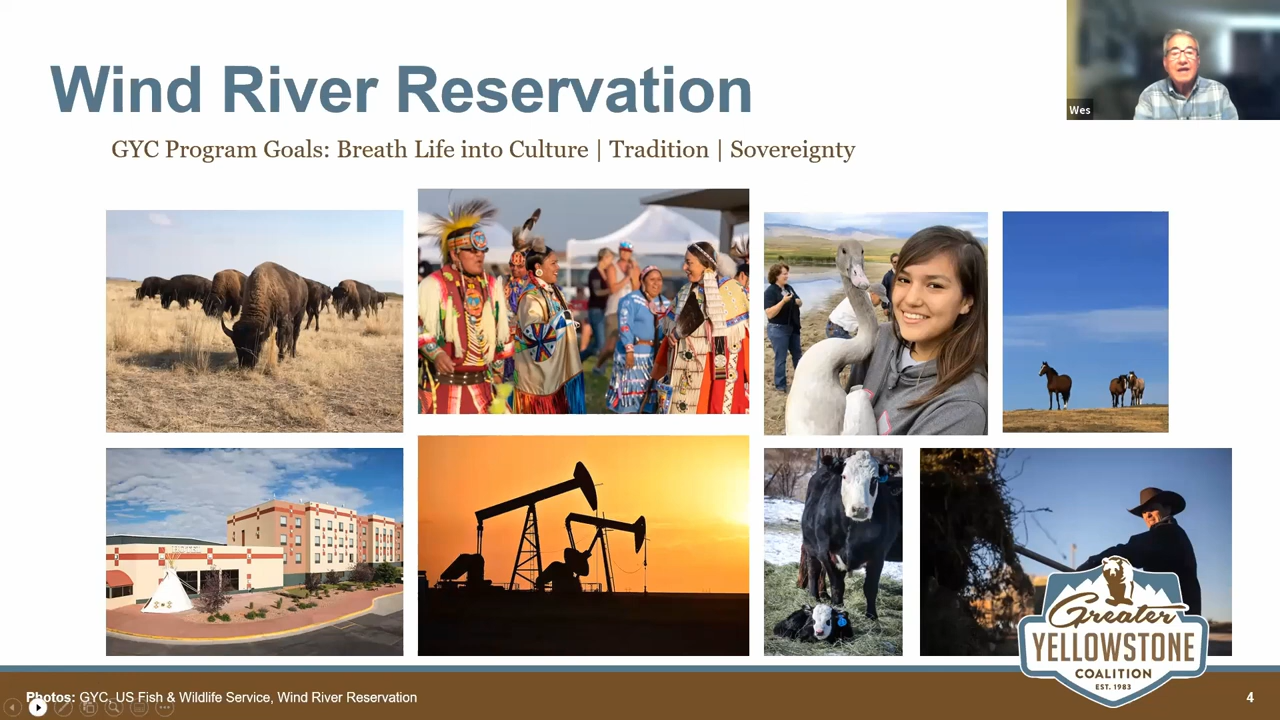 Wind River Reservation
Wes
GYC Program Goals: Breath Life into Culture | Tradition | Sovereignty
Greater
YELLOWSTONE
COALITION
EST. 1983
Photos: GYC, US Fish & Wildlife Service, Wind River Reservation
4